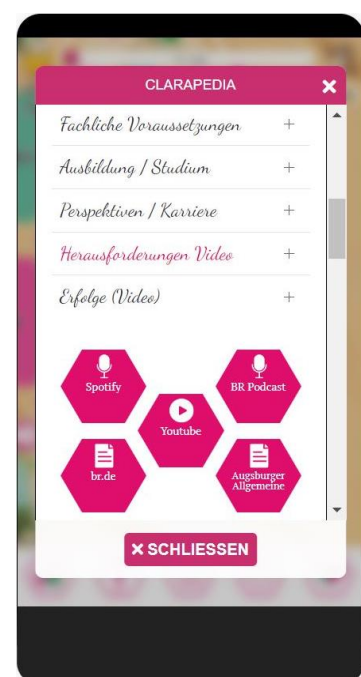 CLARAPEDIA
Fachliche Voraussetzungen
Ausbildung / Studium
Perspektiven / Karriere
Herausforderungen Video
Erfolge (Video)
Spotify
BR Podcast
Youtube
br.de
Augsburger
Allgemeine
SCHLIESSEN